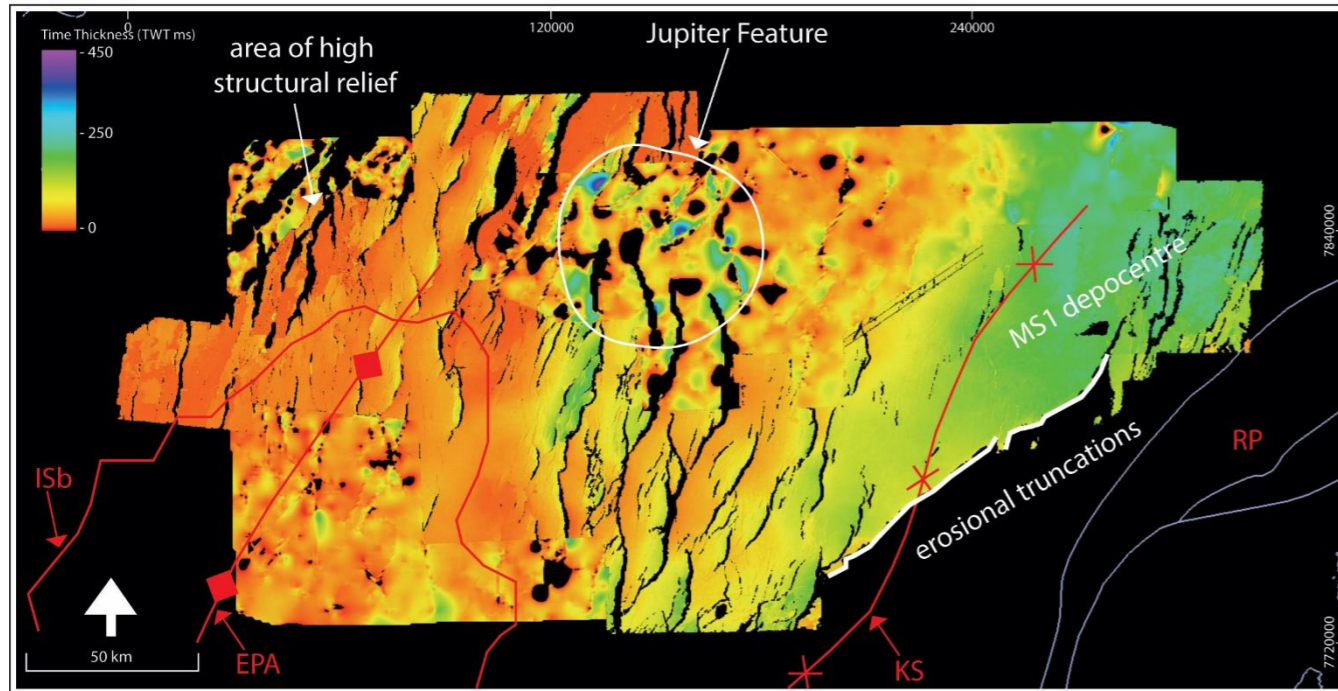 0
120000
240000
Time Thickness (TWT ms)
- 450
- 250
- 0
area of high
structural relief
Jupiter Feature
7840000
MS1 depocentre
erosional truncations
RP
ISb
50 km
EPA
KS
7720000